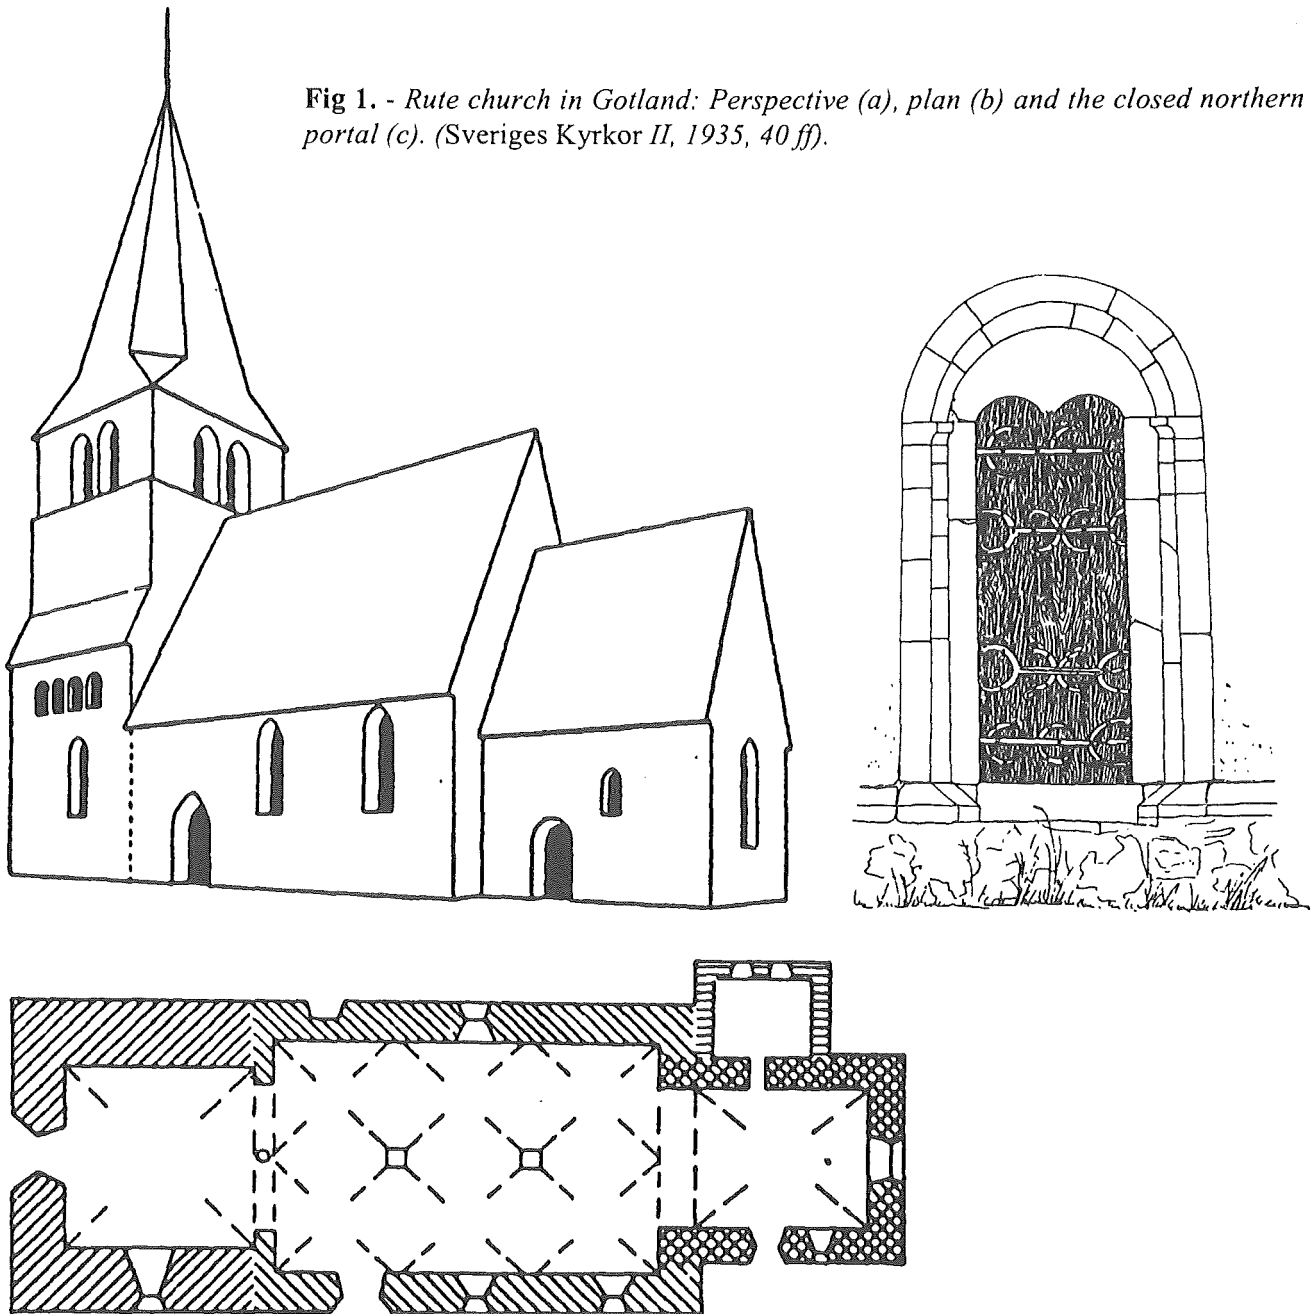 Fig 1. - Rute church in Gotland: Perspective (a), plan (b) and the closed northern
portal (c). (Sveriges Kyrkor II, 1935, 40 ff).